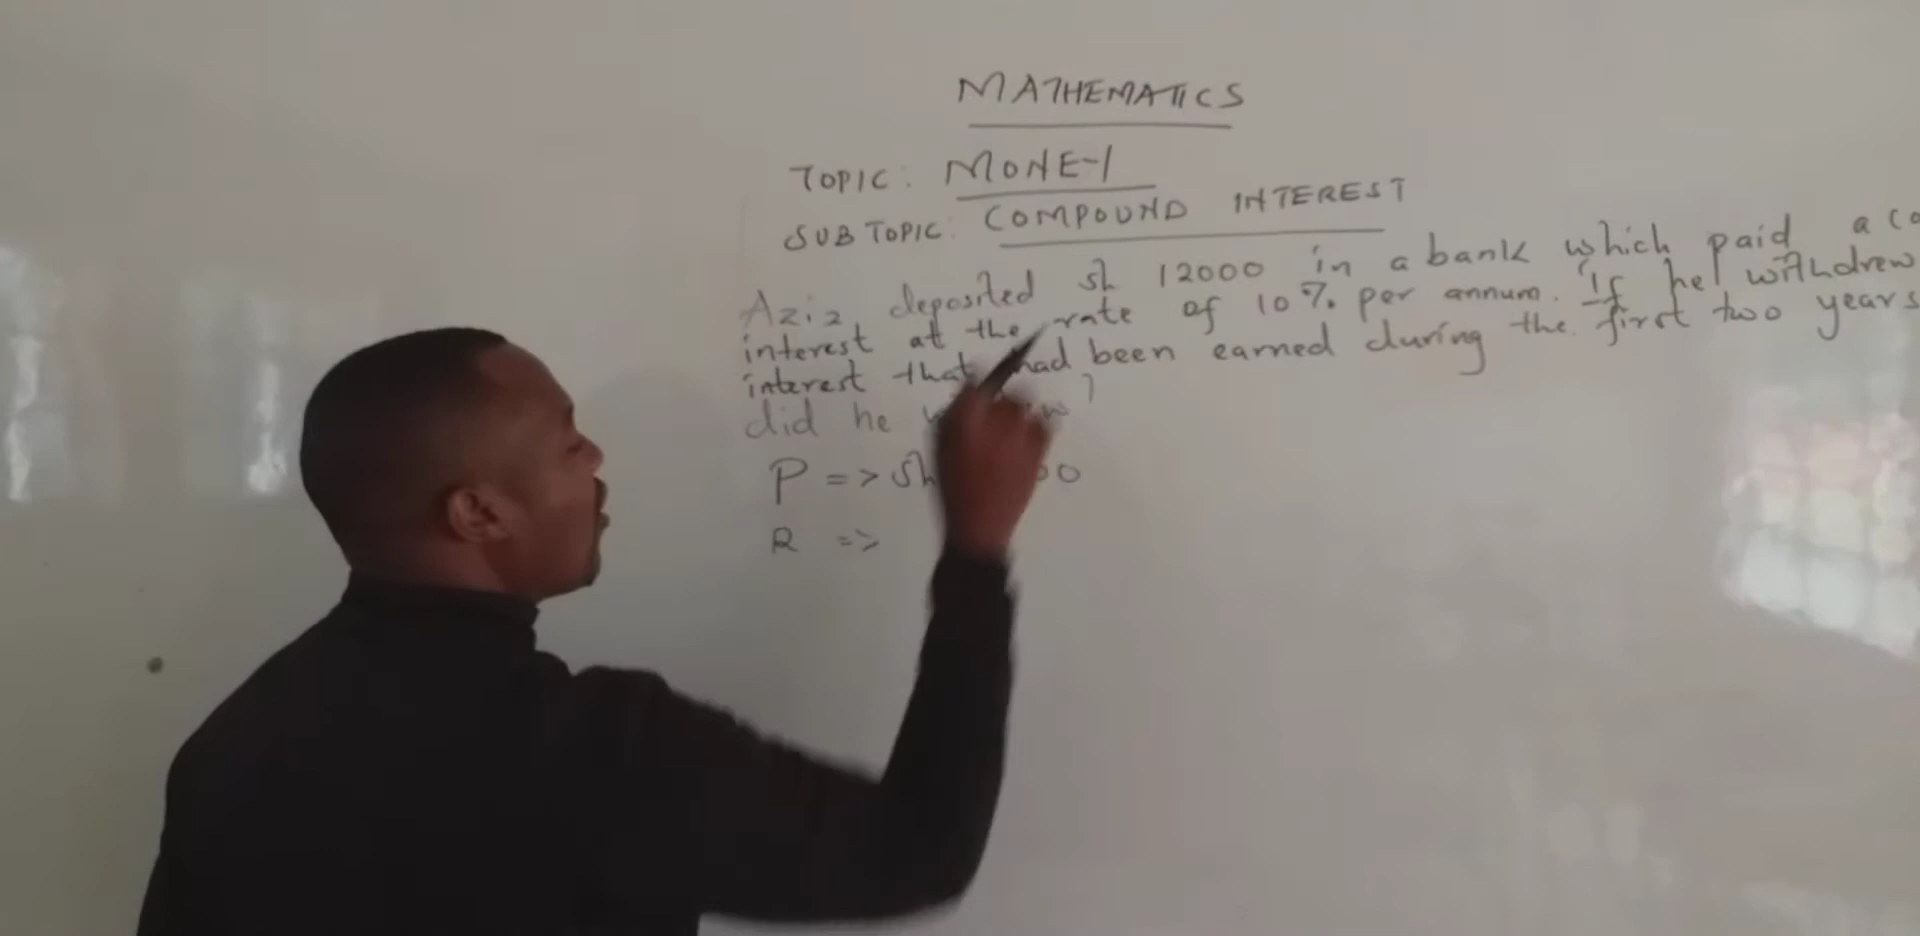 MATHEMATICS
TOPIC: MONEY
SUB TOPIC: COMPOUND INTEREST
Aziz deposited sh 12000 in a bank which paid a co
interest at the rate of 10% per annum. If he withdrew
interest that had been earned during the first two years
did he
P => sh
R =>